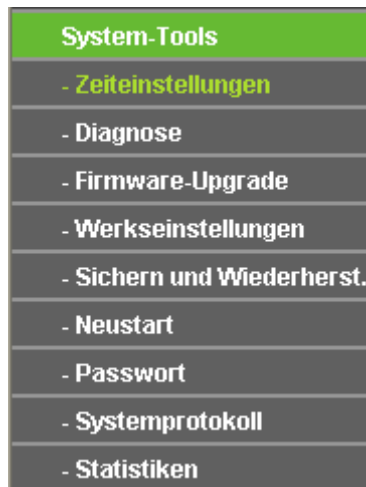 System-Tools
- Zeiteinstellungen
- Diagnose
- Firmware-Upgrade
- Werkseinstellungen
- Sichern und Wiederherst.
- Neustart
- Passwort
- Systemprotokoll
- Statistiken